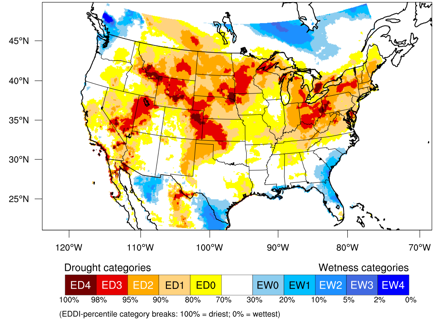 45°N
40°N
35°N
30°N
25°N
120°W 110°W 100°W 90°W 80°W 70°W
Drought categories Wetness categories
ED4 ED3 ED2 ED1 ED0 EW0 EW1 EW2 EW3 EW4
100% 98% 95% 90% 80% 70% 30% 20% 10% 5% 2% 0%
(EDDI-percentile category breaks: 100% = driest; 0% = wettest)